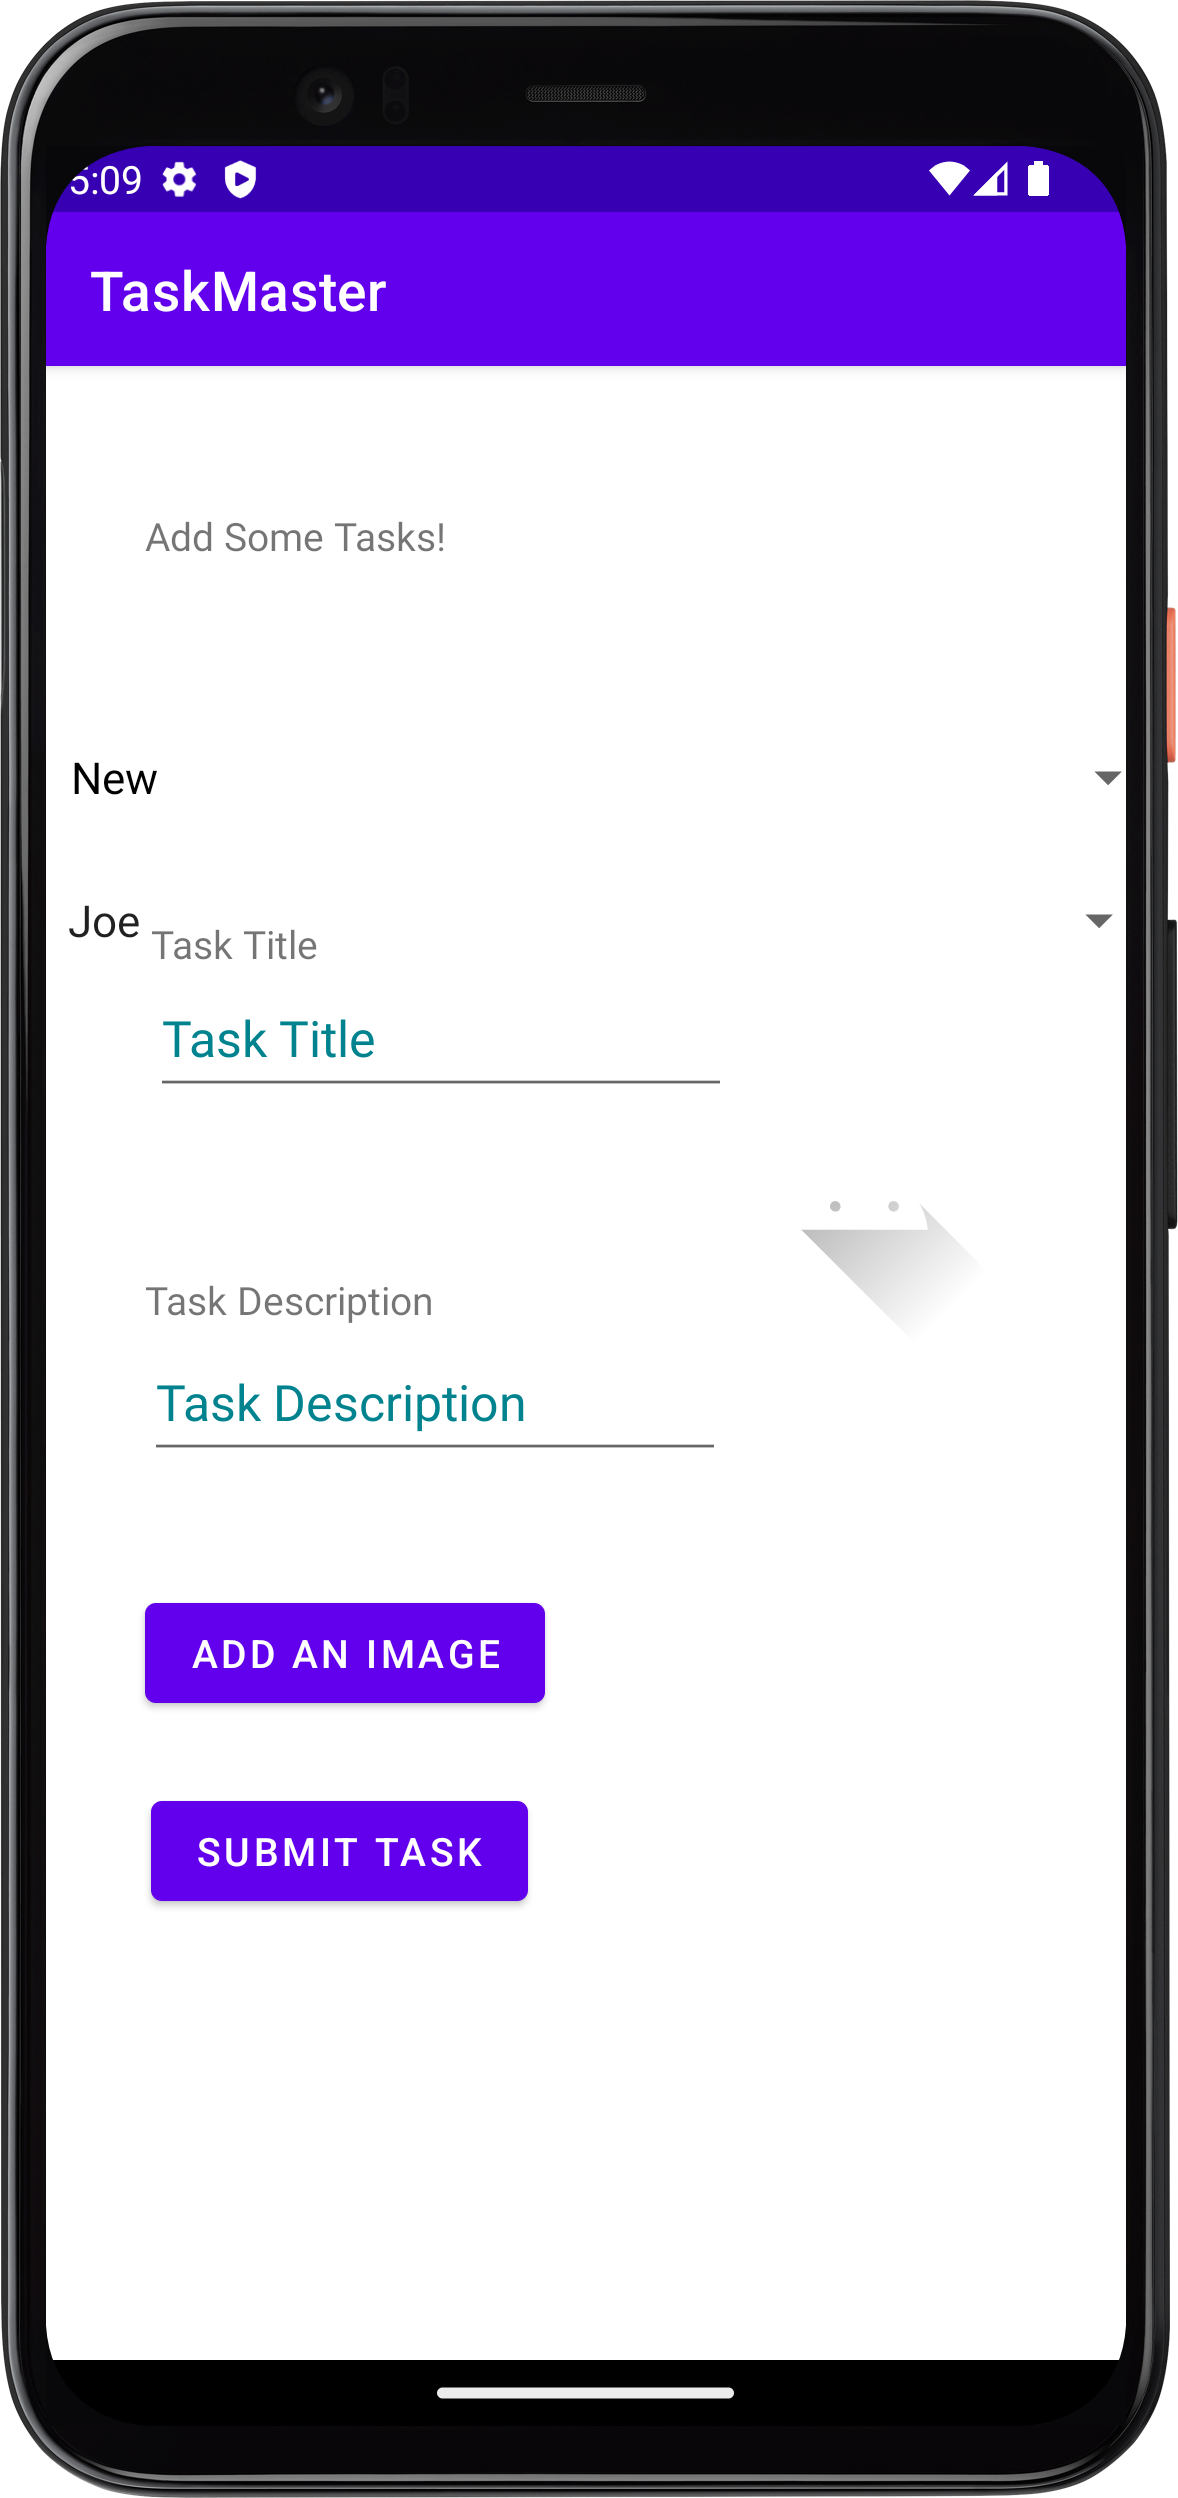 5:09
TaskMaster
Add Some Tasks!
New
Joe
Task Title
Task Title
Task Description
Task Description
ADD AN IMAGE
SUBMIT TASK